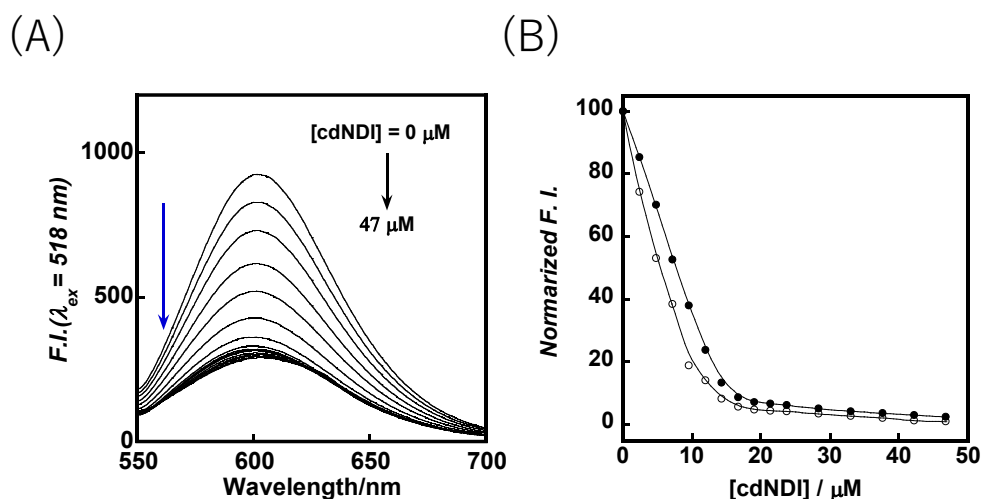 (A)
(B)
F.I.(λex = 518 nm)
1000
500
0
[cdNDI] = 0 μM
47 μM
550
600
650
700
Wavelength/nm
Normarized F. I.
100
80
60
40
20
0
0
10
20
30
40
50
[cdNDI] / μM